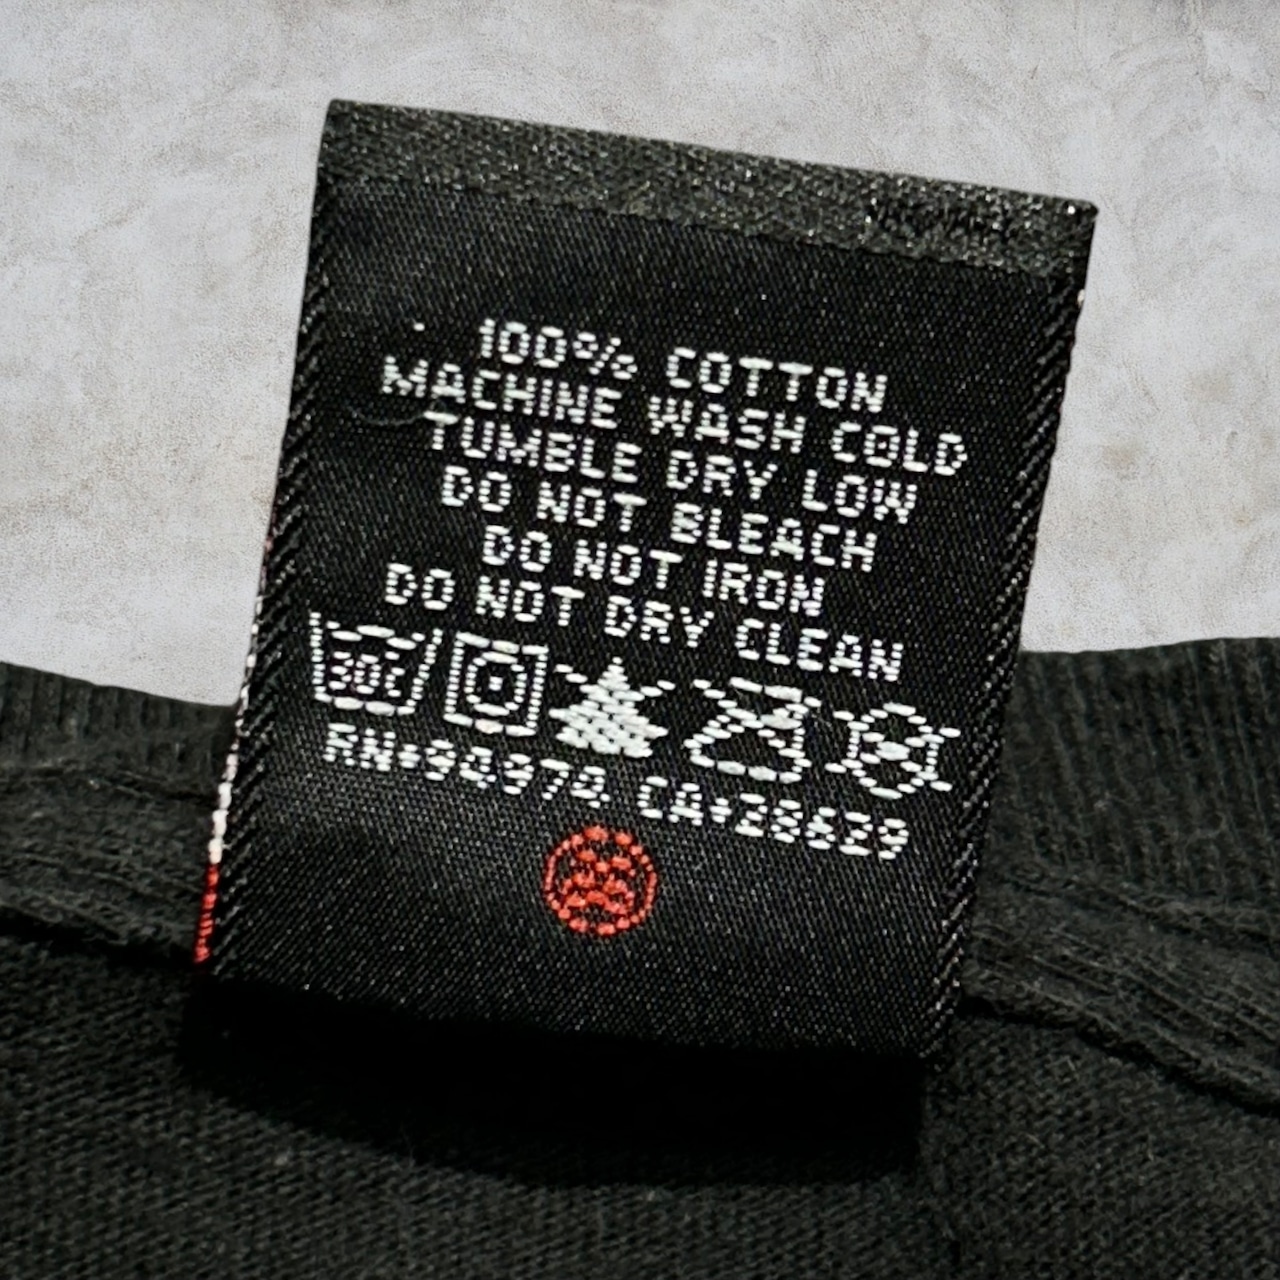 100% COTTON
MACHINE WASH COLD
TUMBLE DRY LOW
DO NOT BLEACH
DO NOT IRON
DO NOT DRY CLEAN
30C
RN#94974 CA#28629